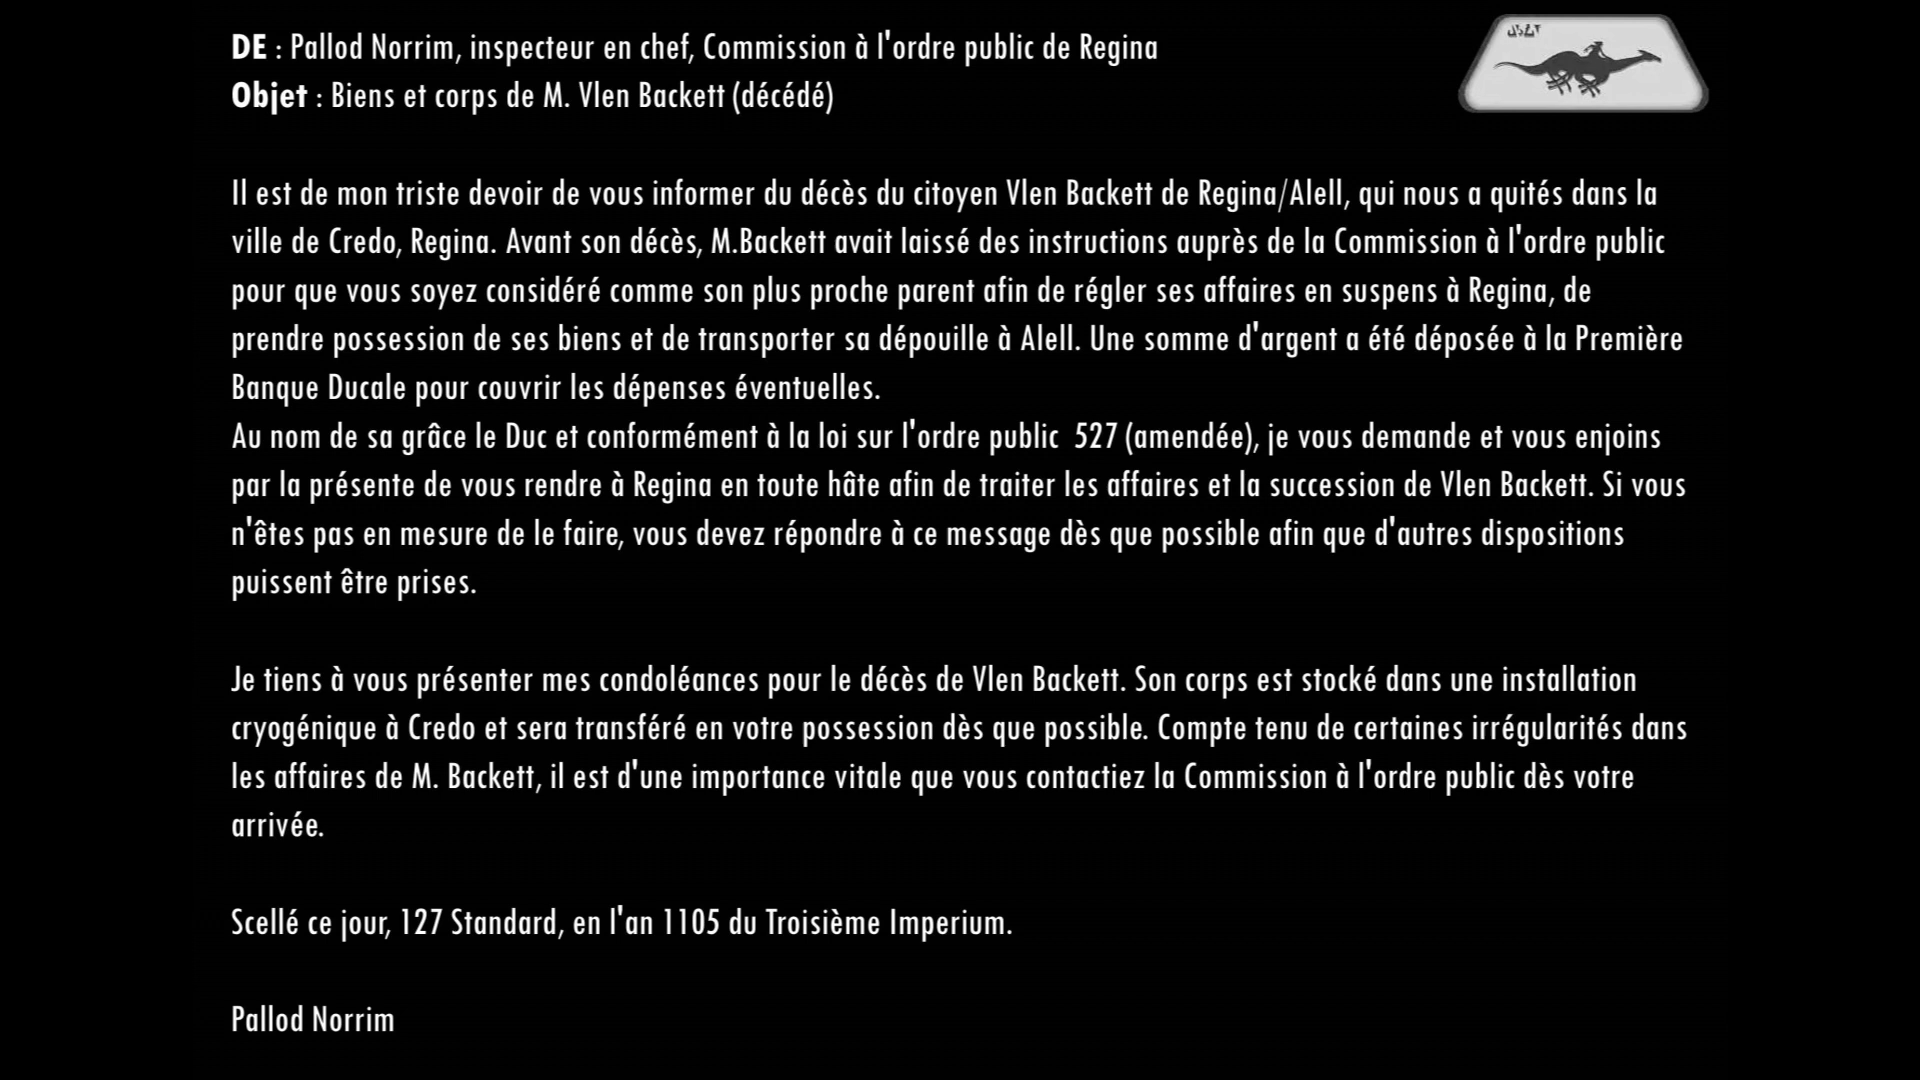 DE : Pallod Norrim, inspecteur en chef, Commission à l'ordre public de Regina
Objet : Biens et corps de M. Vlen Backett (décédé)
Il est de mon triste devoir de vous informer du décès du citoyen Vlen Backett de Regina/Alell, qui nous a quités dans la
ville de Credo, Regina. Avant son décès, M.Backett avait laissé des instructions auprès de la Commission à l'ordre public
pour que vous soyez considéré comme son plus proche parent afin de régler ses affaires en suspens à Regina, de
prendre possession de ses biens et de transporter sa dépouille à Alell. Une somme d'argent a été déposée à la Première
Banque Ducale pour couvrir les dépenses éventuelles.
Au nom de sa grâce le Duc et conformément à la loi sur l'ordre public  527 (amendée), je vous demande et vous enjoins
par la présente de vous rendre à Regina en toute hâte afin de traiter les affaires et la succession de Vlen Backett. Si vous
n'êtes pas en mesure de le faire, vous devez répondre à ce message dès que possible afin que d'autres dispositions
puissent être prises.
Je tiens à vous présenter mes condoléances pour le décès de Vlen Backett. Son corps est stocké dans une installation
cryogénique à Credo et sera transféré en votre possession dès que possible. Compte tenu de certaines irrégularités dans
les affaires de M. Backett, il est d'une importance vitale que vous contactiez la Commission à l'ordre public dès votre
arrivée.
Scellé ce jour, 127 Standard, en l'an 1105 du Troisième Imperium.
Pallod Norrim